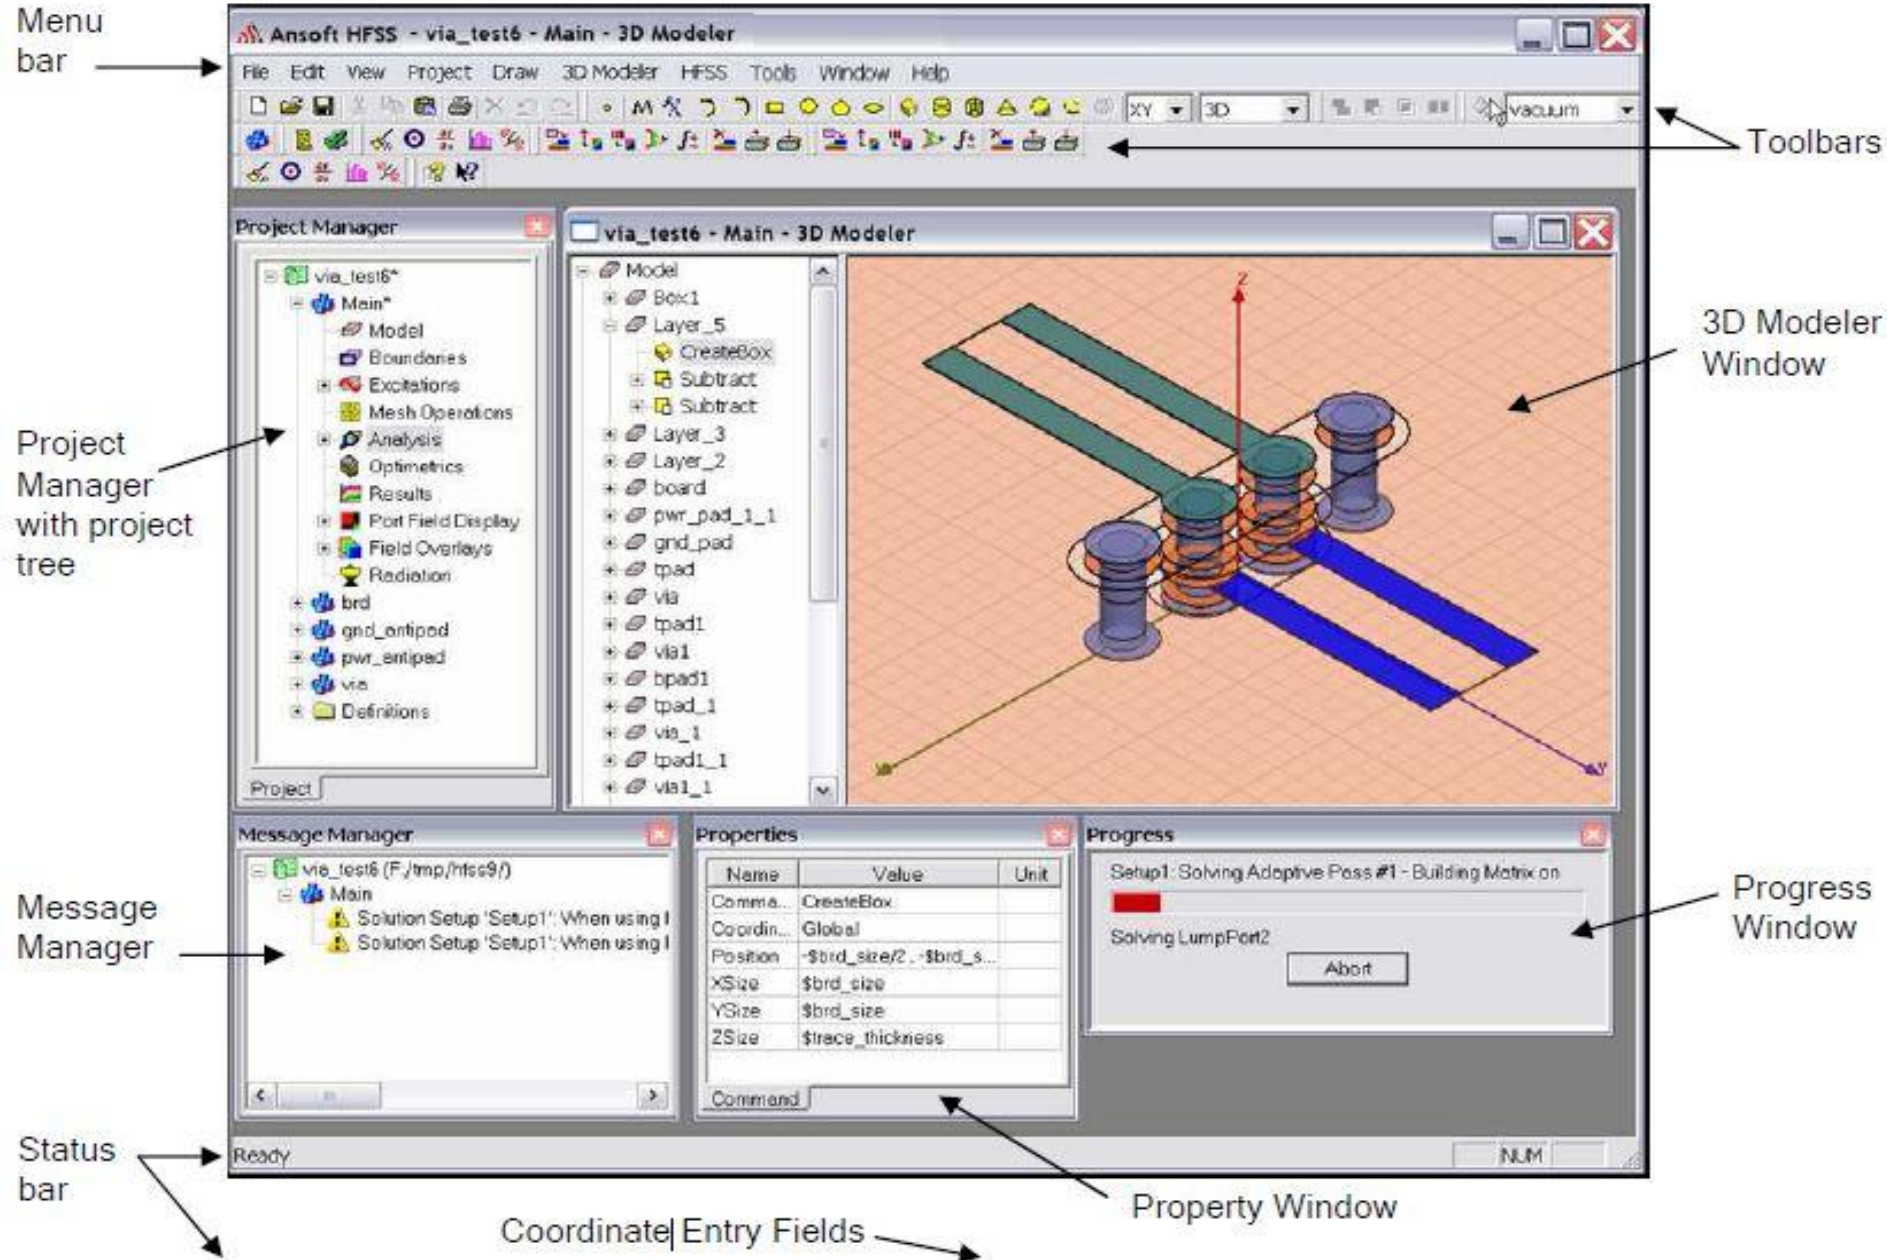 Menu
bar
Ansoft HFSS - via_test6 - Main - 3D Modeler
File Edit View Project Draw 3D Modeler HFSS Tools Window Help
XY 3D vacuum
Toolbars
Project Manager
via_test6*
Main*
Model
Boundaries
Excitations
Mesh Operations
Analysis
Optimetrics
Results
Port Field Display
Field Overlays
Radiation
brd
gnd_antipad
pwr_antipad
via
Definitions
Project
via_test6 - Main - 3D Modeler
Model
Box1
Layer_5
CreateBox
Subtract
Subtract
Layer_3
Layer_2
board
pwr_pad_1_1
gnd_pad
tpad
via
tpad1
via1
bpad1
tpad_1
via_1
tpad1_1
via1_1
Z
X
Y
3D Modeler
Window
Project
Manager
with project
tree
Message Manager
via_test6 (F:/tmp/hfss9/)
Main
Solution Setup 'Setup1': When using l
Solution Setup 'Setup1': When using l
Properties
Name Value Unit
Comma... CreateBox
Coordin... Global
Position -$brd_size/2 , -$brd_s...
XSize $brd_size
YSize $brd_size
ZSize $trace_thickness
Command
Progress
Setup1: Solving Adaptive Pass #1 - Building Matrix on
Solving LumpPort2
Abort
Message
Manager
Progress
Window
Status
bar
Ready
NUM
Property Window
Coordinate Entry Fields